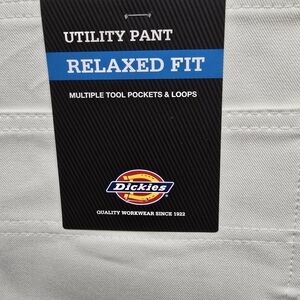 UTILITY PANT
RELAXED FIT
MULTIPLE TOOL POCKETS & LOOPS
Dickies
QUALITY WORKWEAR SINCE 1922